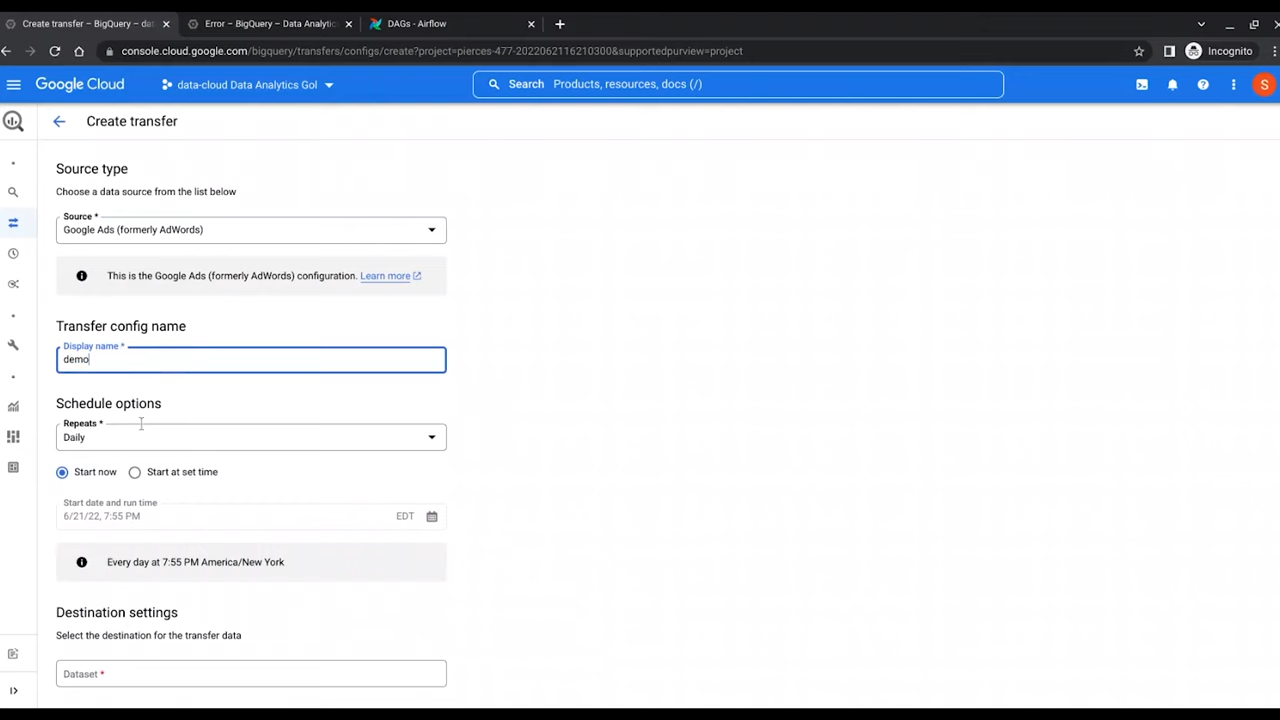 Create transfer – BigQuery – dat
Error – BigQuery – Data Analytic
DAGs - Airflow
console.cloud.google.com/bigquery/transfers/configs/create?project=pierces-477-2022062116210300&supportedpurview=project
Incognito
Google Cloud
data-cloud Data Analytics Gol
Search Products, resources, docs (/)
S
Create transfer
Source type
Choose a data source from the list below
Source *
Google Ads (formerly AdWords)
This is the Google Ads (formerly AdWords) configuration. Learn more
Transfer config name
Display name *
demo
Schedule options
Repeats *
Daily
Start now
Start at set time
Start date and run time
6/21/22, 7:55 PM
EDT
Every day at 7:55 PM America/New York
Destination settings
Select the destination for the transfer data
Dataset *